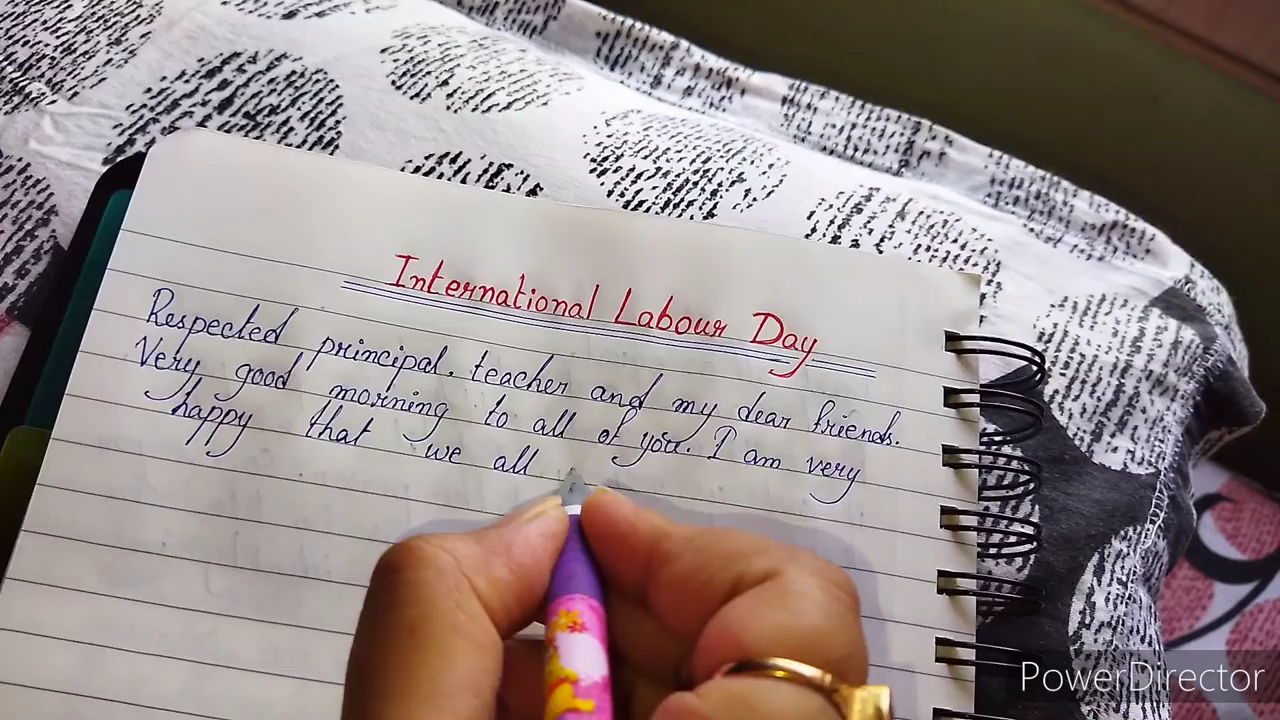 International Labour Day
Respected principal, teacher and my dear friends.
Very good morning to all of you. I am very
happy that we all
PowerDirector